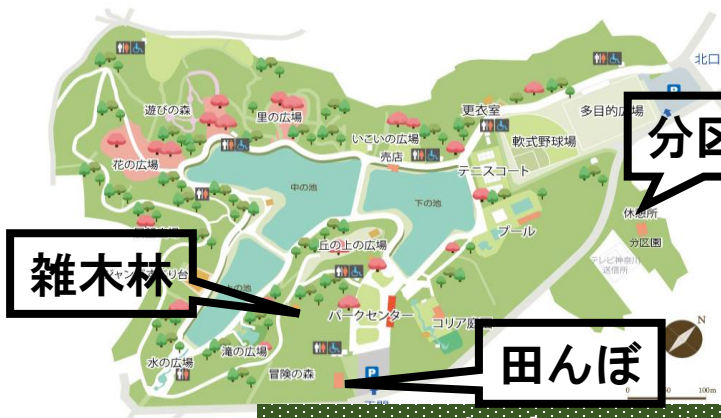 北口
P
遊びの森
里の広場
更衣室
多目的広場
いこいの広場
軟式野球場
分区
花の広場
売店
テニスコート
中の池
下の池
休憩所
プール
丘の上の広場
分区園
テレビ神奈川
送信所
雑木林
パークセンター
コリア庭
N
水の広場
滝の広場
冒険の森
P
田んぼ
100m